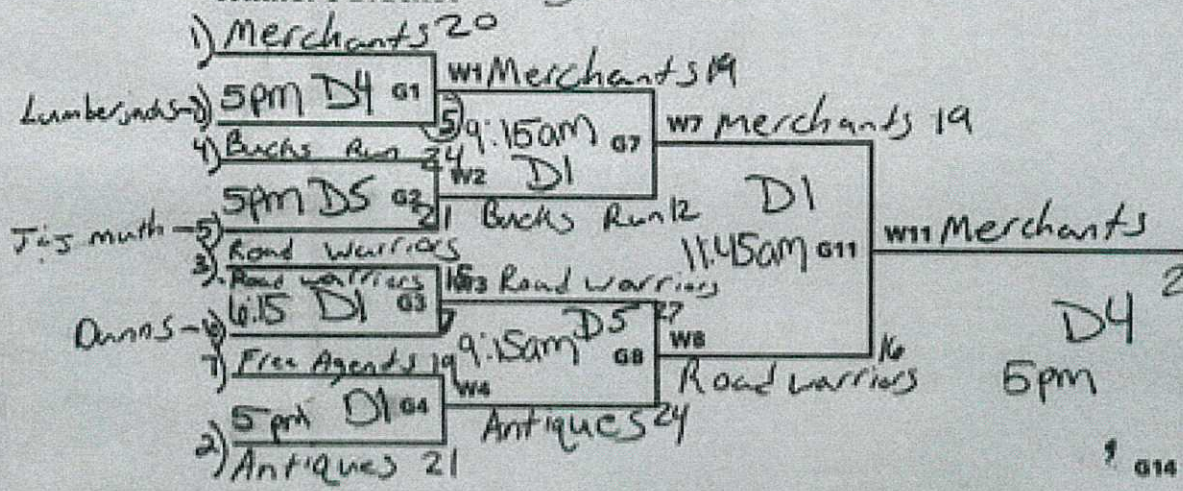 1) Merchants 20
W1 Merchants 19
Lumberjacks-8) 5pm D4 G1
W7 Merchants 19
(5) 9:15am G7
4) Bucks Run 24
W2 D1
D1
5pm D5 G2 21
Bucks Run 12
J&J muth - 5)
11:45am G11
W11 Merchants
Road Warriors
3) Road warriors 15
G3 Road warriors 27
6:15 D1 G3 7
D5
D4
Dunns - 6)
9:15am G8
W8
16
7) Free Agents 19
W4
Road warriors
5pm
5pm D1 G4
Antiques 24
2) Antiques 21
G14